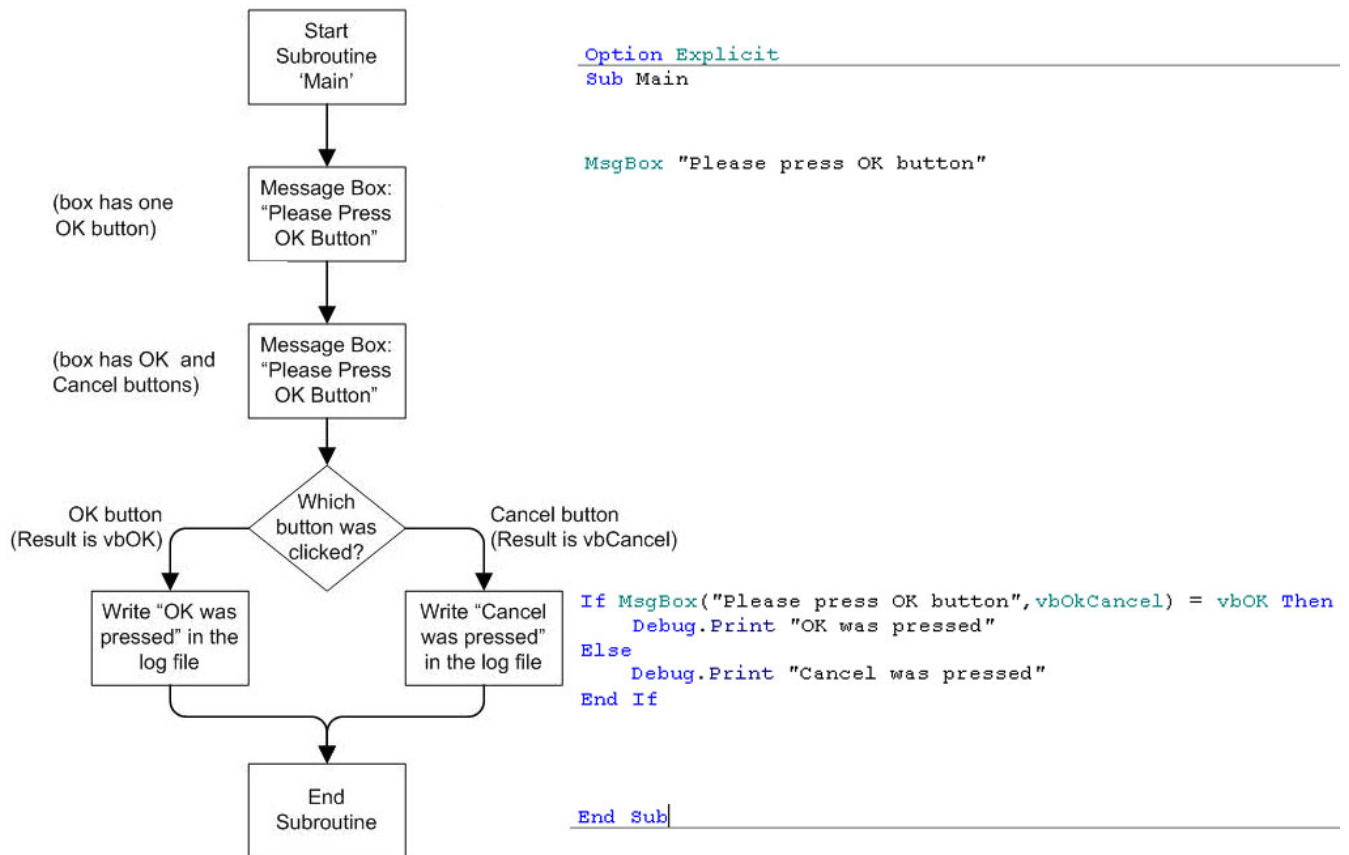 Start
Subroutine
‘Main’
Option Explicit
Sub Main
(box has one
OK button)
Message Box:
“Please Press
OK Button”
MsgBox "Please press OK button"
(box has OK and
Cancel buttons)
Message Box:
“Please Press
OK Button”
Which
button was
clicked?
OK button
(Result is vbOK)
Cancel button
(Result is vbCancel)
Write “OK was
pressed” in the
log file
Write “Cancel
was pressed”
in the log file
If MsgBox("Please press OK button",vbOkCancel) = vbOK Then
Debug.Print "OK was pressed"
Else
Debug.Print "Cancel was pressed"
End If
End
Subroutine
End Sub